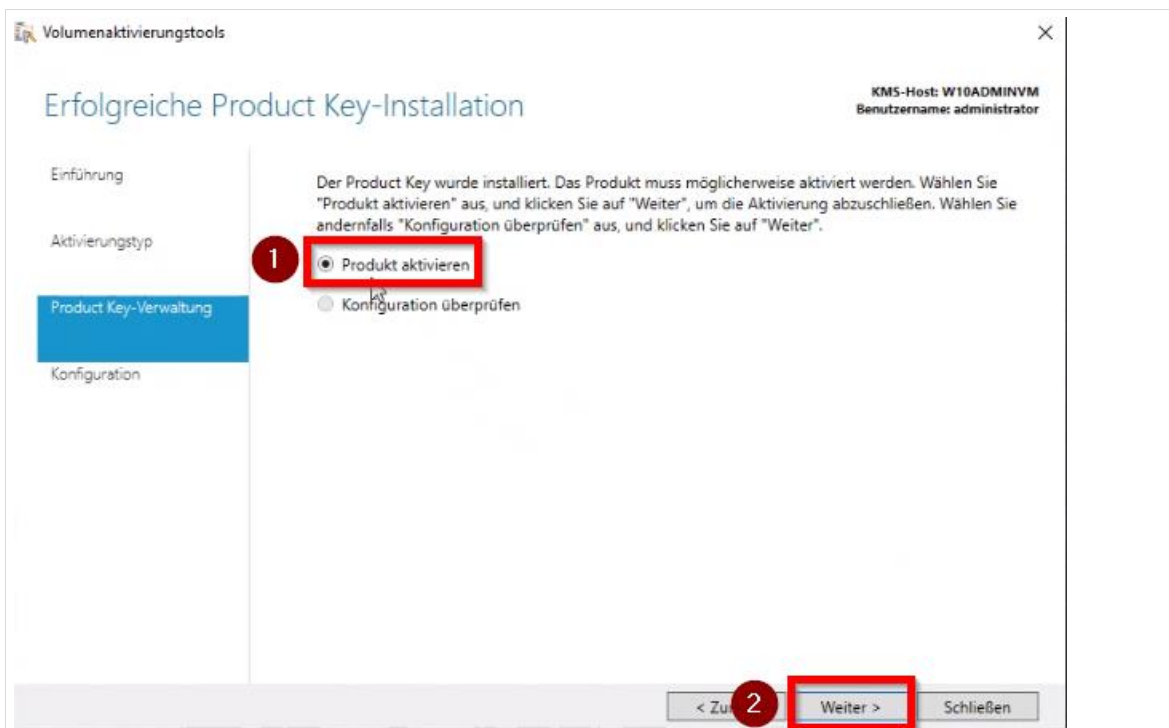 Volumenaktivierungstools
Erfolgreiche Product Key-Installation
KMS-Host: W10ADMINVM
Benutzername: administrator
Einführung
Aktivierungstyp
Product Key-Verwaltung
Konfiguration
Der Product Key wurde installiert. Das Produkt muss möglicherweise aktiviert werden. Wählen Sie
"Produkt aktivieren" aus, und klicken Sie auf "Weiter", um die Aktivierung abzuschließen. Wählen Sie
andernfalls "Konfiguration überprüfen" aus, und klicken Sie auf "Weiter".
1
Produkt aktivieren
Konfiguration überprüfen
2
Weiter >
Schließen